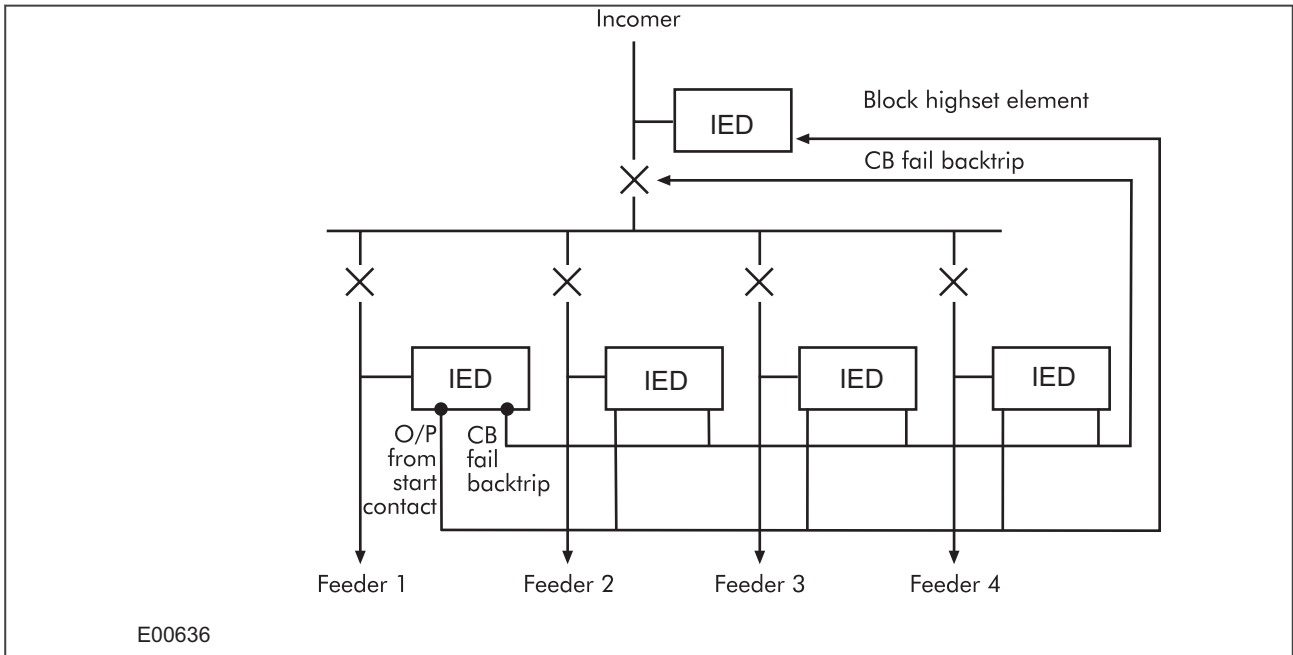 Incomer
IED
Block highset element
CB fail backtrip
IED
IED
IED
IED
O/P
from
start
contact
CB
fail
backtrip
Feeder 1
Feeder 2
Feeder 3
Feeder 4
E00636